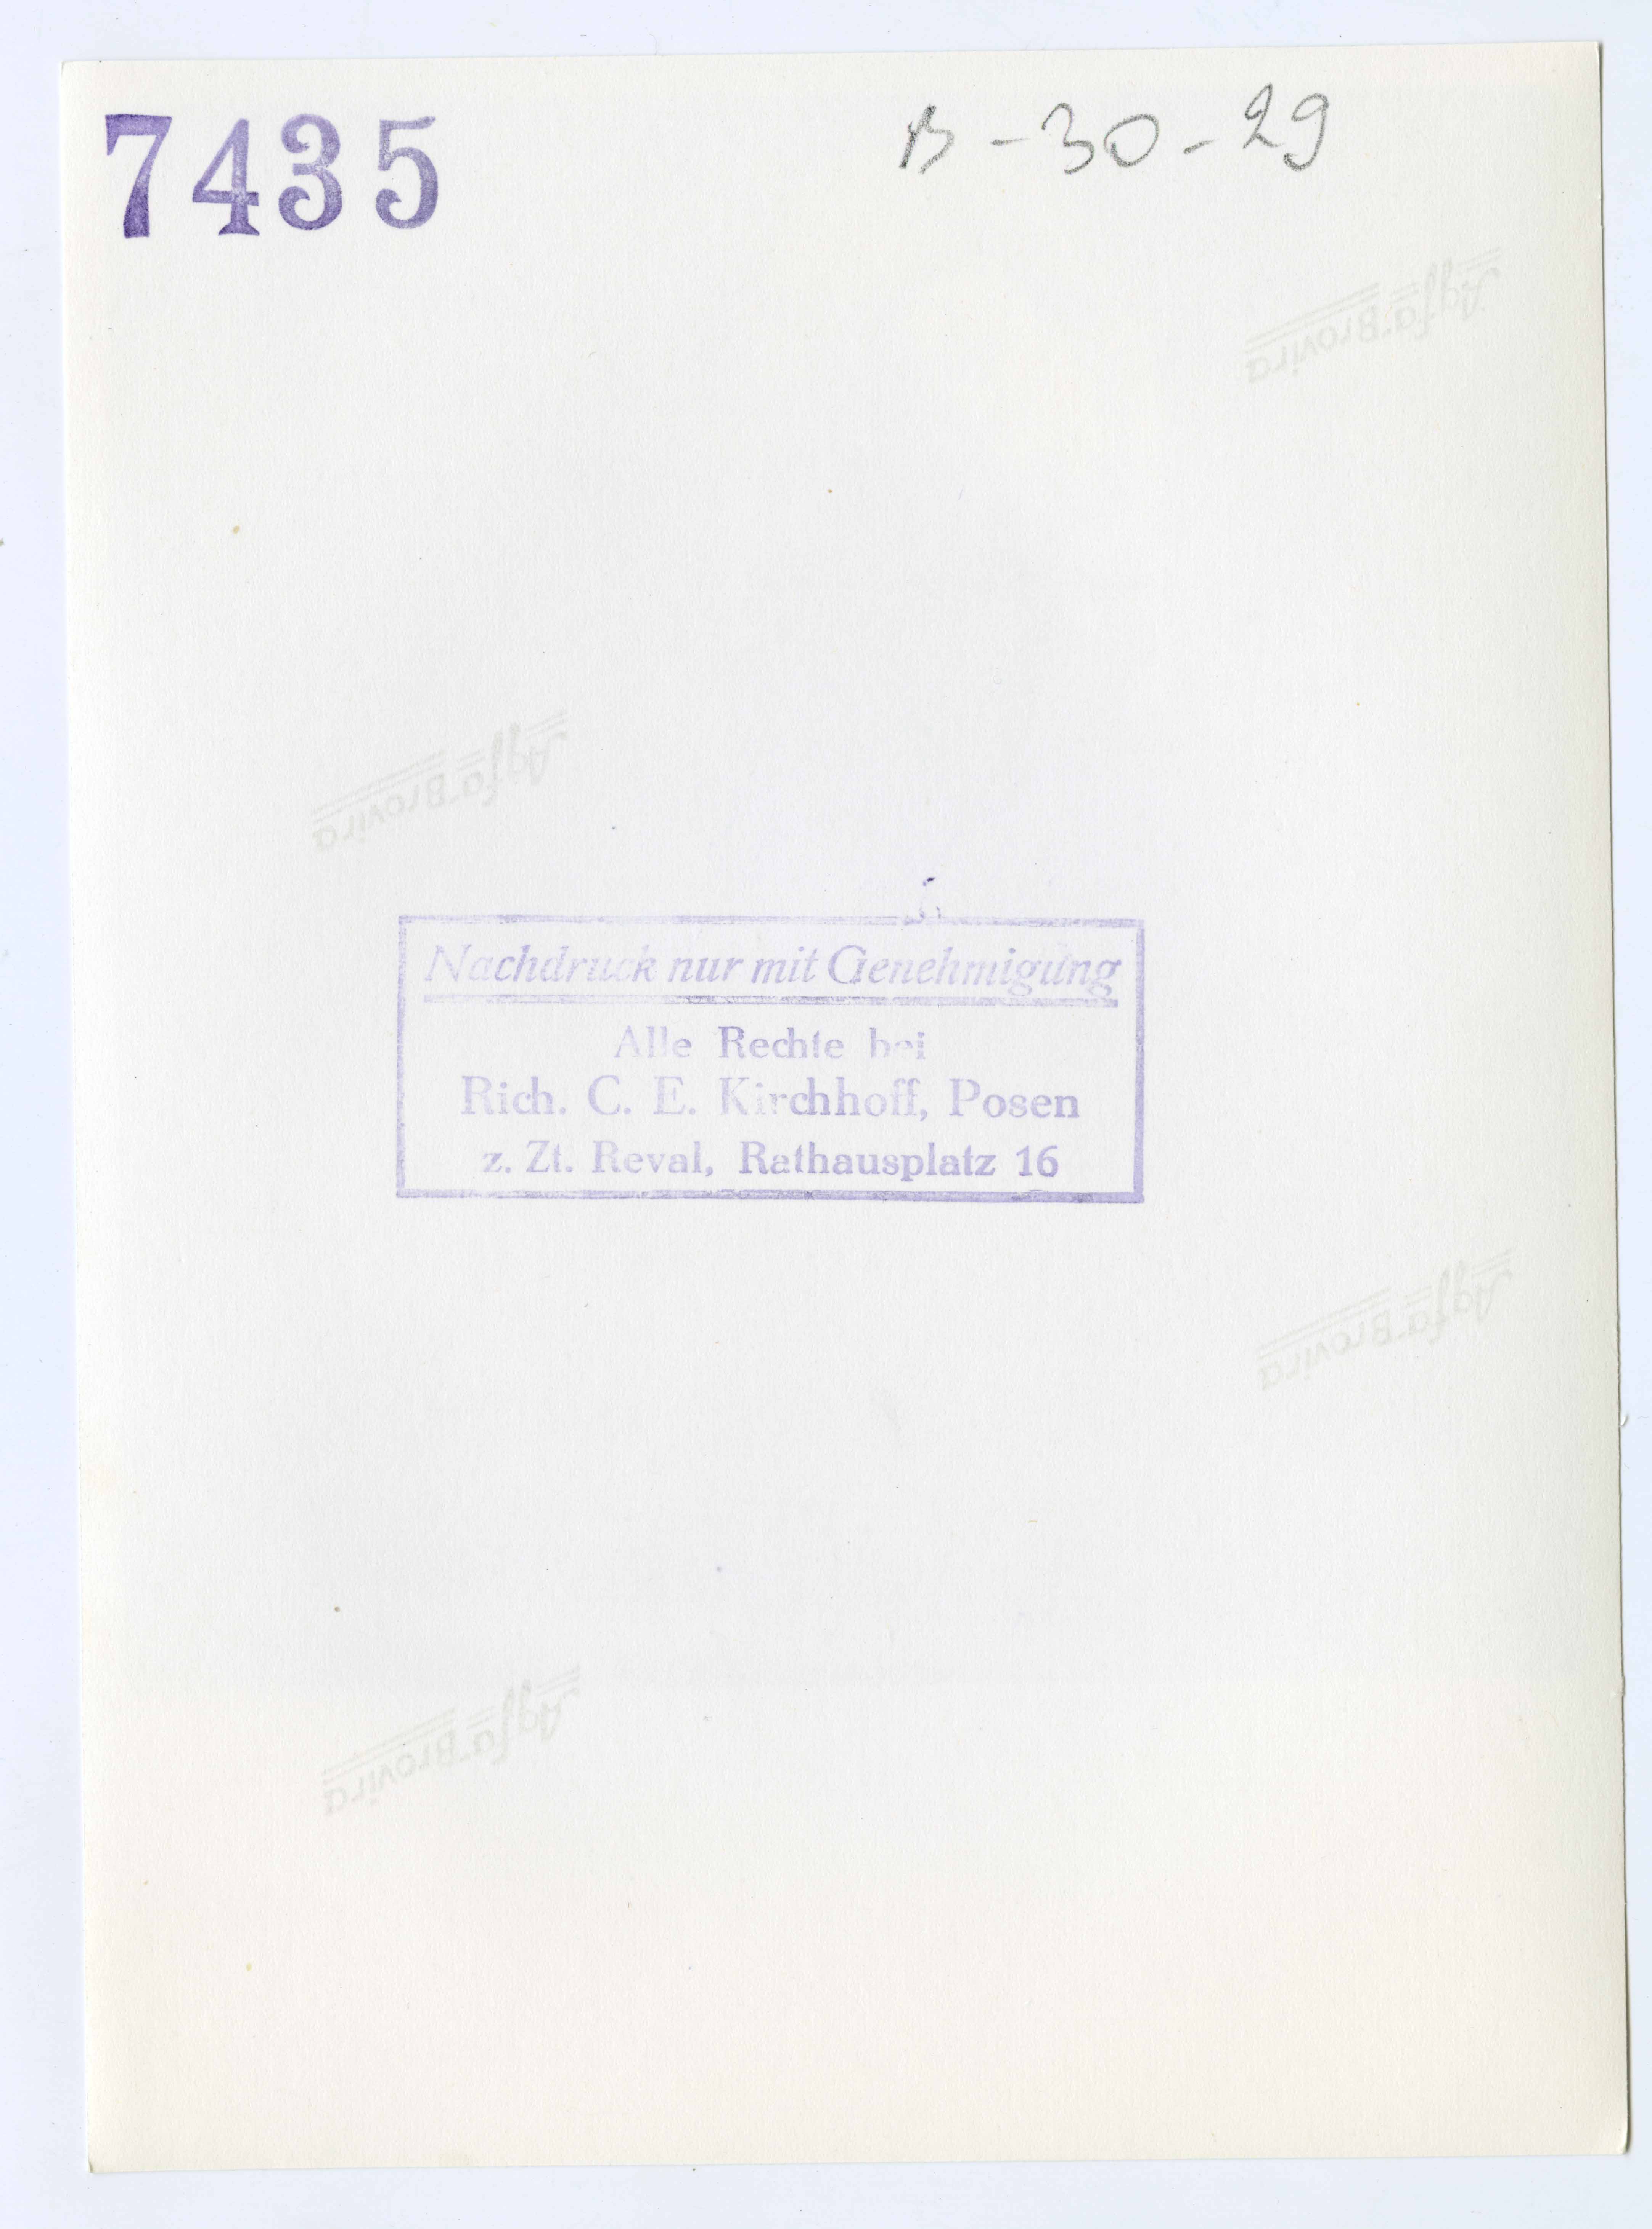 7435
B-30-29
Agfa-Brovira
Agfa-Brovira
Nachdruck nur mit Genehmigung
Alle Rechte bei
Rich. C. E. Kirchhoff, Posen
z. Zt. Reval, Rathausplatz 16
Agfa-Brovira
Agfa-Brovira